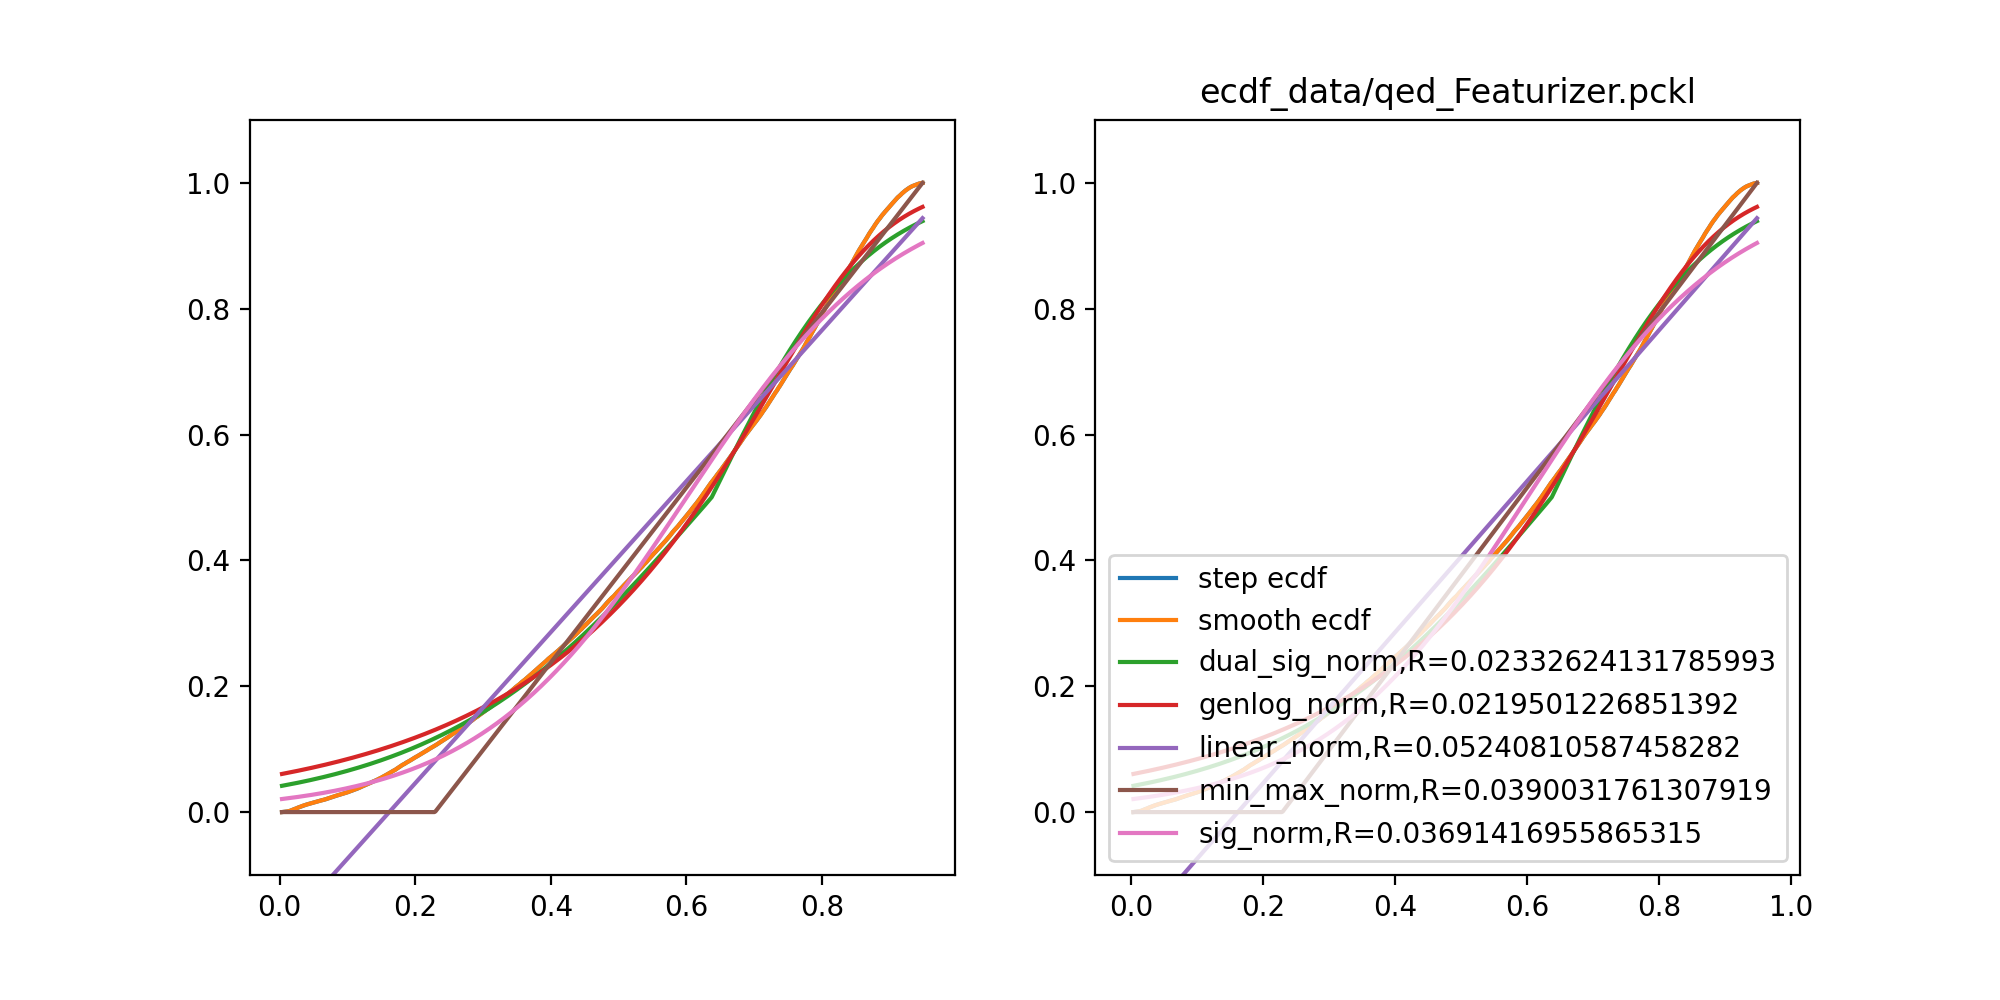 ecdf_data/qed_Featurizer.pckl
1.0
0.8
0.6
0.4
0.2
0.0
0.0 0.2 0.4 0.6 0.8
1.0
0.8
0.6
0.4
0.2
0.0
step ecdf
smooth ecdf
dual_sig_norm,R=0.02332624131785993
genlog_norm,R=0.0219501226851392
linear_norm,R=0.05240810587458282
min_max_norm,R=0.0390031761307919
sig_norm,R=0.03691416955865315
0.0 0.2 0.4 0.6 0.8 1.0